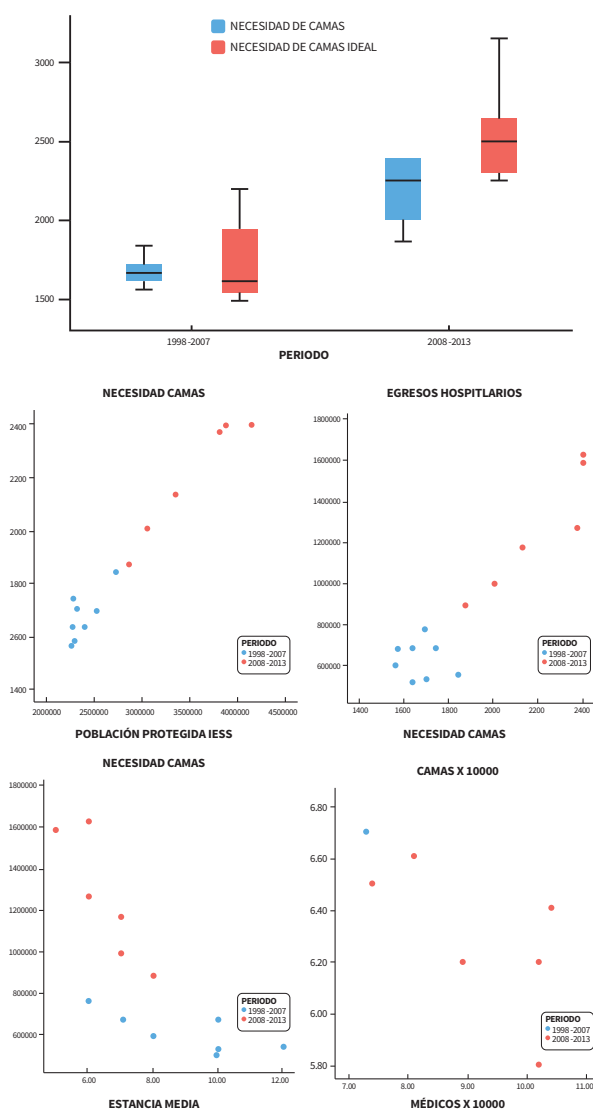 NECESIDAD DE CAMAS
NECESIDAD DE CAMAS IDEAL
3000
2500
2000
1500
1998-2007
2008-2013
PERIODO
NECESIDAD CAMAS
2400
2200
2000
1800
2600
1400
PERIODO
1998-2007
2008-2013
2000000 2500000 3000000 3500000 4000000 4500000
POBLACIÓN PROTEGIDA IESS
EGRESOS HOSPITLARIOS
1800000
1600000
1400000
1200000
1000000
800000
600000
PERIODO
1998-2007
2008-2013
1400 1600 1800 2000 2200 2400
NECESIDAD CAMAS
NECESIDAD CAMAS
1800000
1600000
1400000
1200000
1000000
800000
600000
PERIODO
1998-2007
2008-2013
6.00 8.00 10.00 12.00
ESTANCIA MEDIA
CAMAS X 10000
6.80
6.60
6.40
6.20
6.00
5.80
PERIODO
1998-2007
2008-2013
7.00 8.00 9.00 10.00 11.00
MÉDICOS X 10000